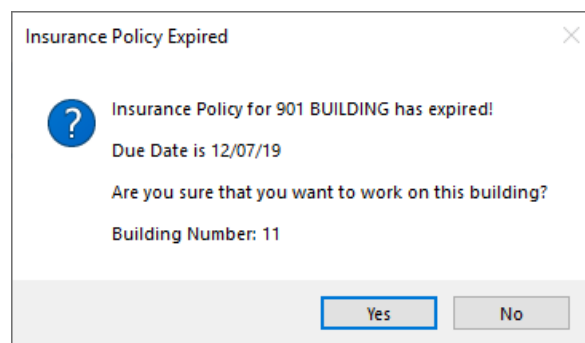 Insurance Policy Expired
Insurance Policy for 901 BUILDING has expired!
Due Date is 12/07/19
Are you sure that you want to work on this building?
Building Number: 11
Yes No